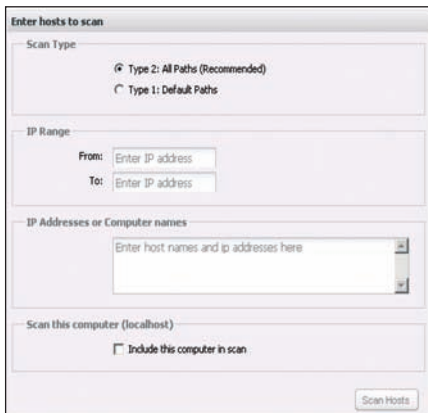 Enter hosts to scan
Scan Type
Type 2: All Paths (Recommended)
Type 1: Default Paths
IP Range
From: Enter IP address
To: Enter IP address
IP Addresses or Computer names
Enter host names and ip addresses here
Scan this computer (localhost)
Include this computer in scan
Scan Hosts